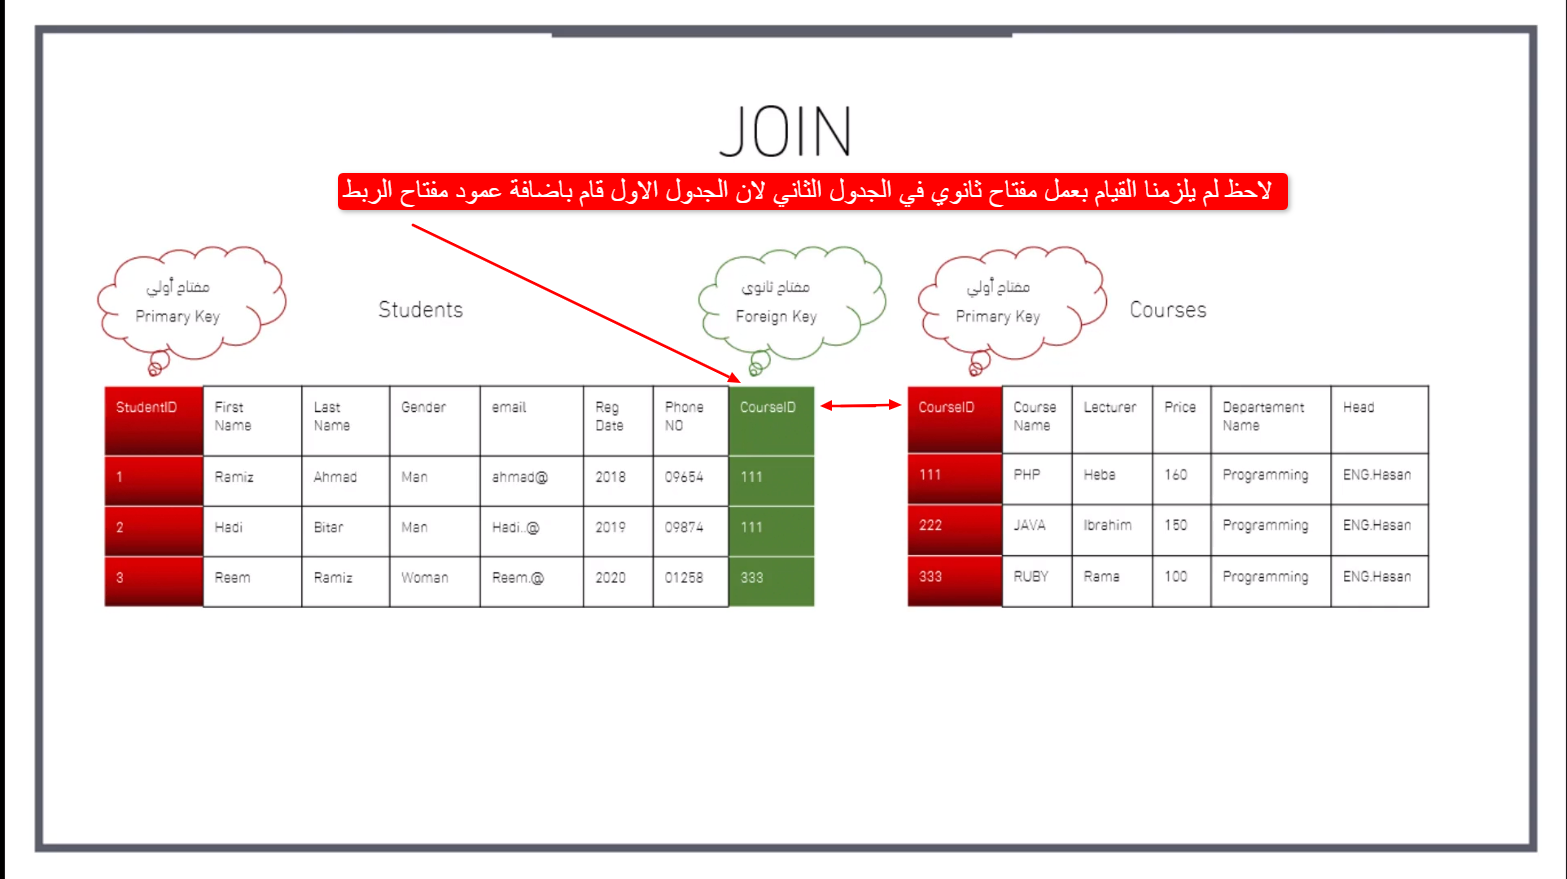 JOIN
لاحظ لم يلزمنا القيام بعمل مفتاح ثانوي في الجدول الثاني لان الجدول الاول قام باضافة عمود مفتاح الربط
مفتاح أولي
Primary Key
Students
مفتاح ثانوى
Foreign Key
مفتاح أولي
Primary Key
Courses
StudentID First Name Last Name Gender email Reg Date Phone NO CourseID
1 Ramiz Ahmad Man ahmad@ 2018 09654 111
2 Hadi Bitar Man Hadi..@ 2019 09874 111
3 Reem Ramiz Woman Reem.@ 2020 01258 333
CourseID Course Name Lecturer Price Departement Name Head
111 PHP Heba 160 Programming ENG.Hasan
222 JAVA Ibrahim 150 Programming ENG.Hasan
333 RUBY Rama 100 Programming ENG.Hasan